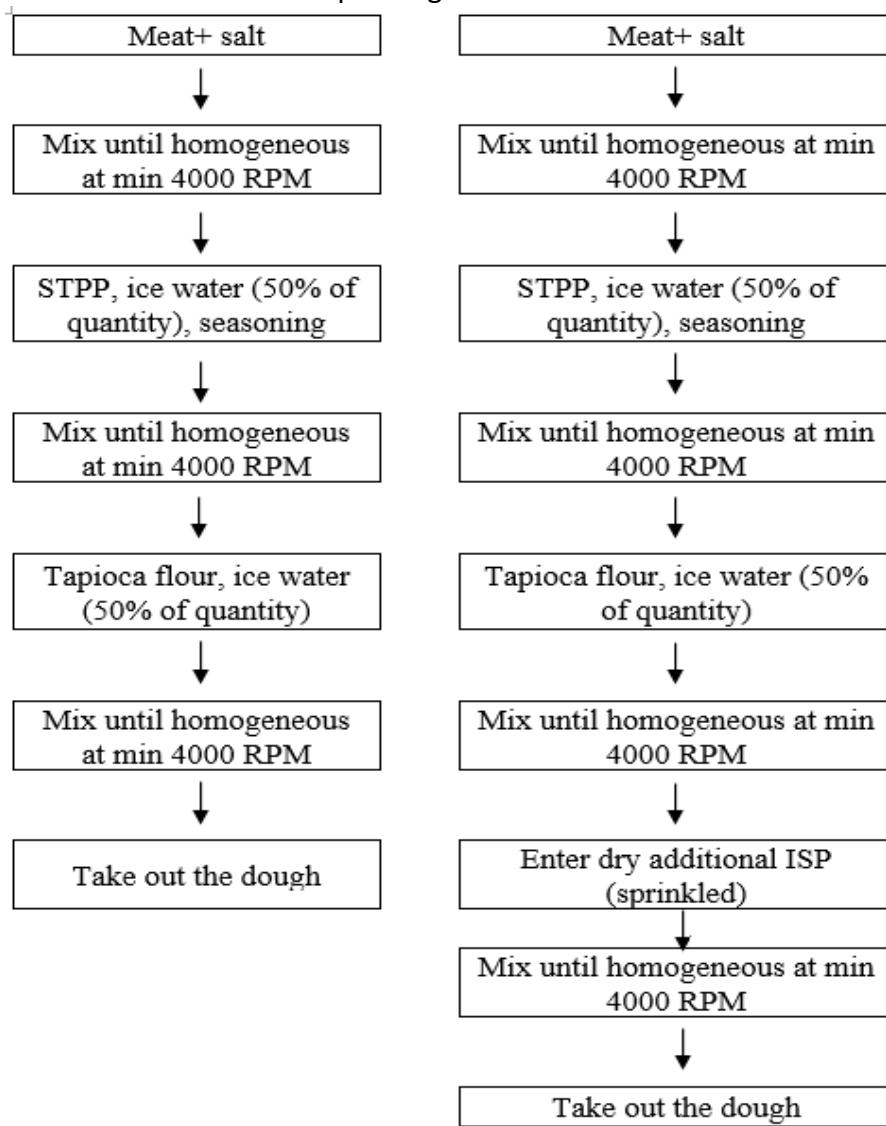 Meat+ salt
Mix until homogeneous
at min 4000 RPM
STPP, ice water (50% of
quantity), seasoning
Mix until homogeneous
at min 4000 RPM
Tapioca flour, ice water
(50% of quantity)
Mix until homogeneous
at min 4000 RPM
Take out the dough
Meat+ salt
Mix until homogeneous at min
4000 RPM
STPP, ice water (50% of
quantity), seasoning
Mix until homogeneous at min
4000 RPM
Tapioca flour, ice water (50%
of quantity)
Mix until homogeneous at min
4000 RPM
Enter dry additional ISP
(sprinkled)
Mix until homogeneous at min
4000 RPM
Take out the dough